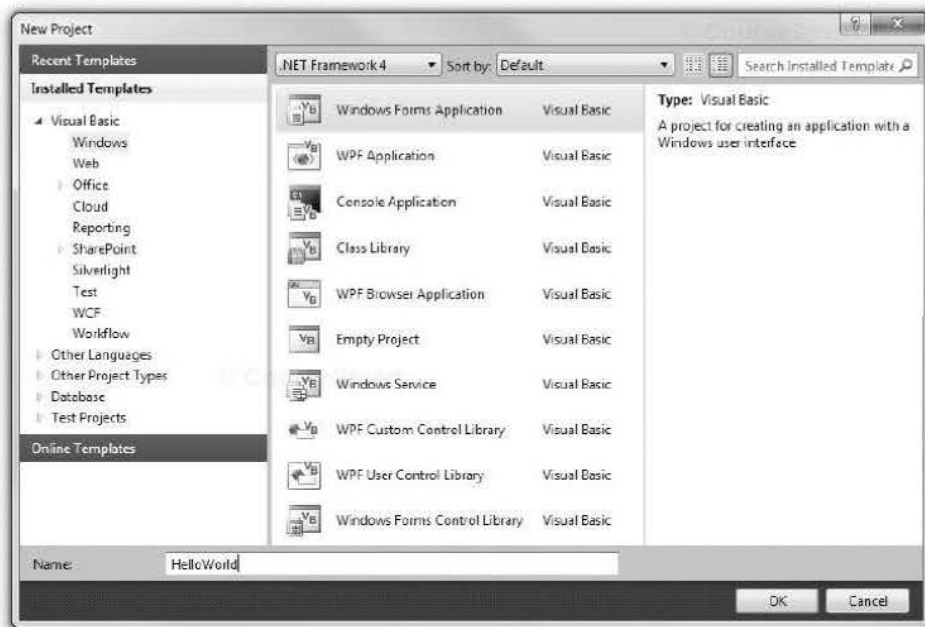 New Project
Recent Templates
Installed Templates
Visual Basic
Windows
Web
Office
Cloud
Reporting
SharePoint
Silverlight
Test
WCF
Workflow
Other Languages
Other Project Types
Database
Test Projects
Online Templates
.NET Framework 4
Sort by: Default
Search Installed Template
Windows Forms Application Visual Basic
WPF Application Visual Basic
Console Application Visual Basic
Class Library Visual Basic
WPF Browser Application Visual Basic
Empty Project Visual Basic
Windows Service Visual Basic
WPF Custom Control Library Visual Basic
WPF User Control Library Visual Basic
Windows Forms Control Library Visual Basic
Type: Visual Basic
A project for creating an application with a
Windows user interface
Name: HelloWorld
OK Cancel